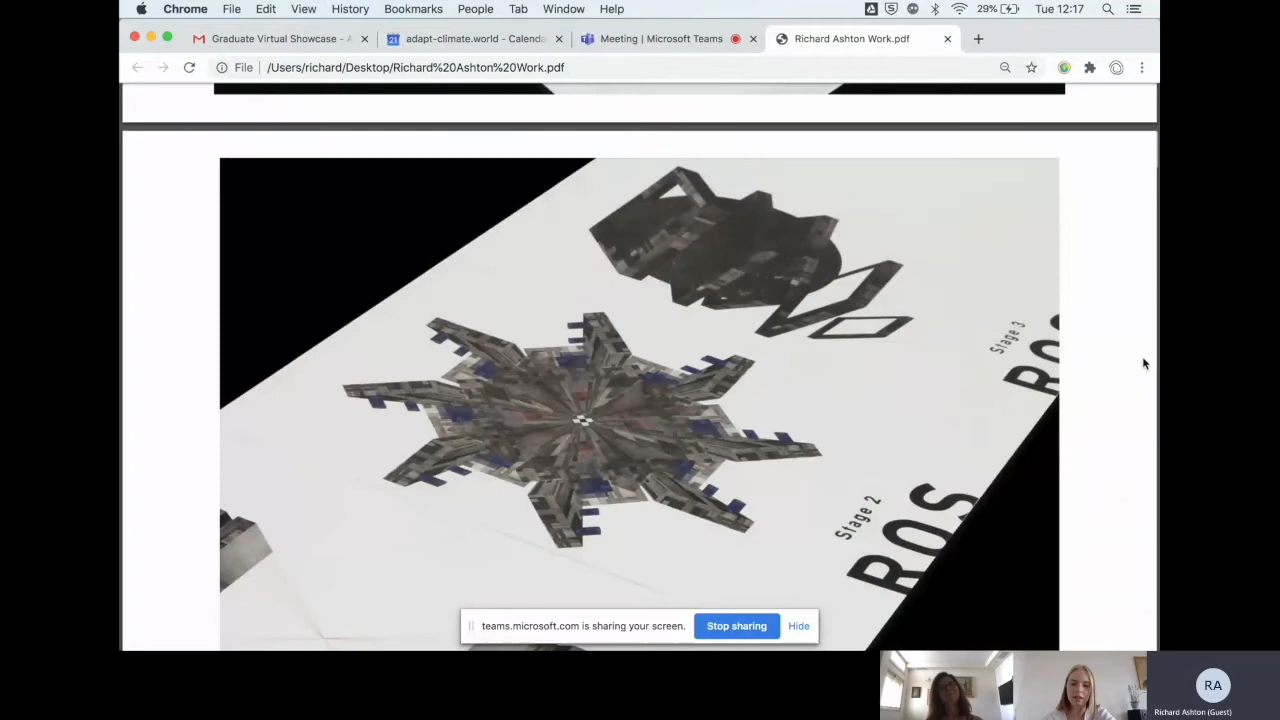 Chrome File Edit View History Bookmarks People Tab Window Help 29% Tue 12:17
Graduate Virtual Showcase - A
21 adapt-climate.world - Calenda
Meeting | Microsoft Teams
Richard Ashton Work.pdf
File /Users/richard/Desktop/Richard%20Ashton%20Work.pdf
Stage 3
Stage 2
ROS
teams.microsoft.com is sharing your screen. Stop sharing Hide
RA
Richard Ashton (Guest)